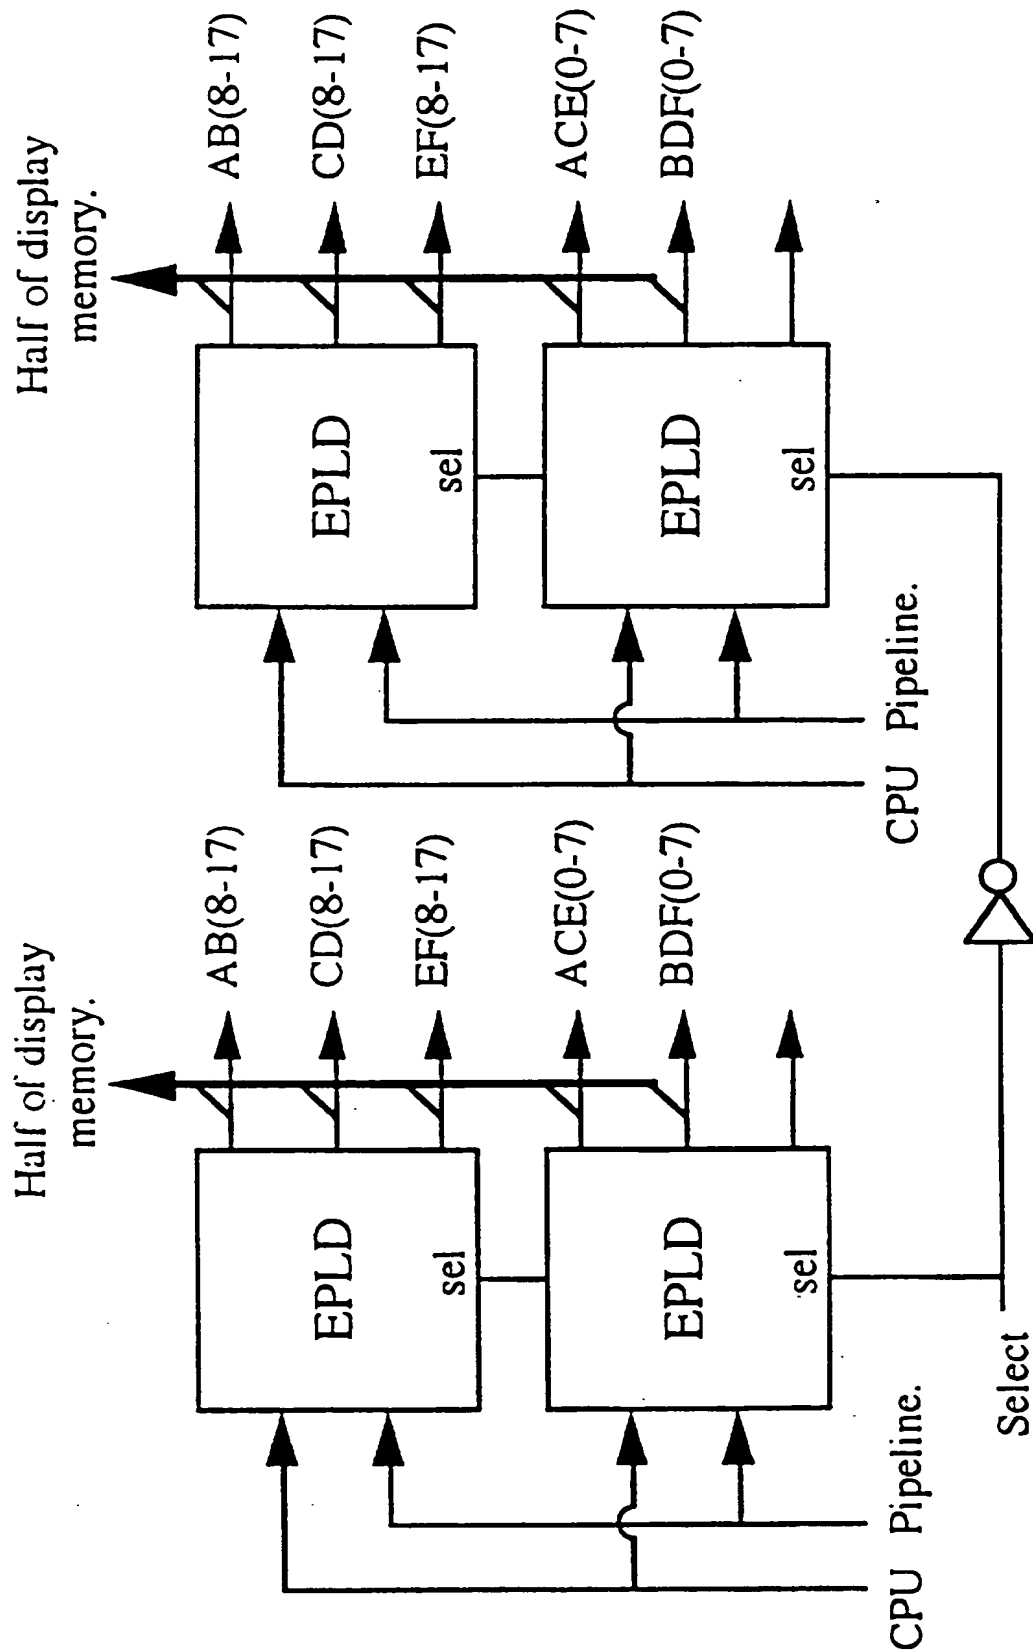 Half of display
memory.
AB(8-17)
CD(8-17)
EF(8-17)
EPLD
sel
ACE(0-7)
BDF(0-7)
EPLD
sel
CPU Pipeline.
Select
Half of display
memory.
AB(8-17)
CD(8-17)
EF(8-17)
EPLD
sel
ACE(0-7)
BDF(0-7)
EPLD
sel
CPU Pipeline.